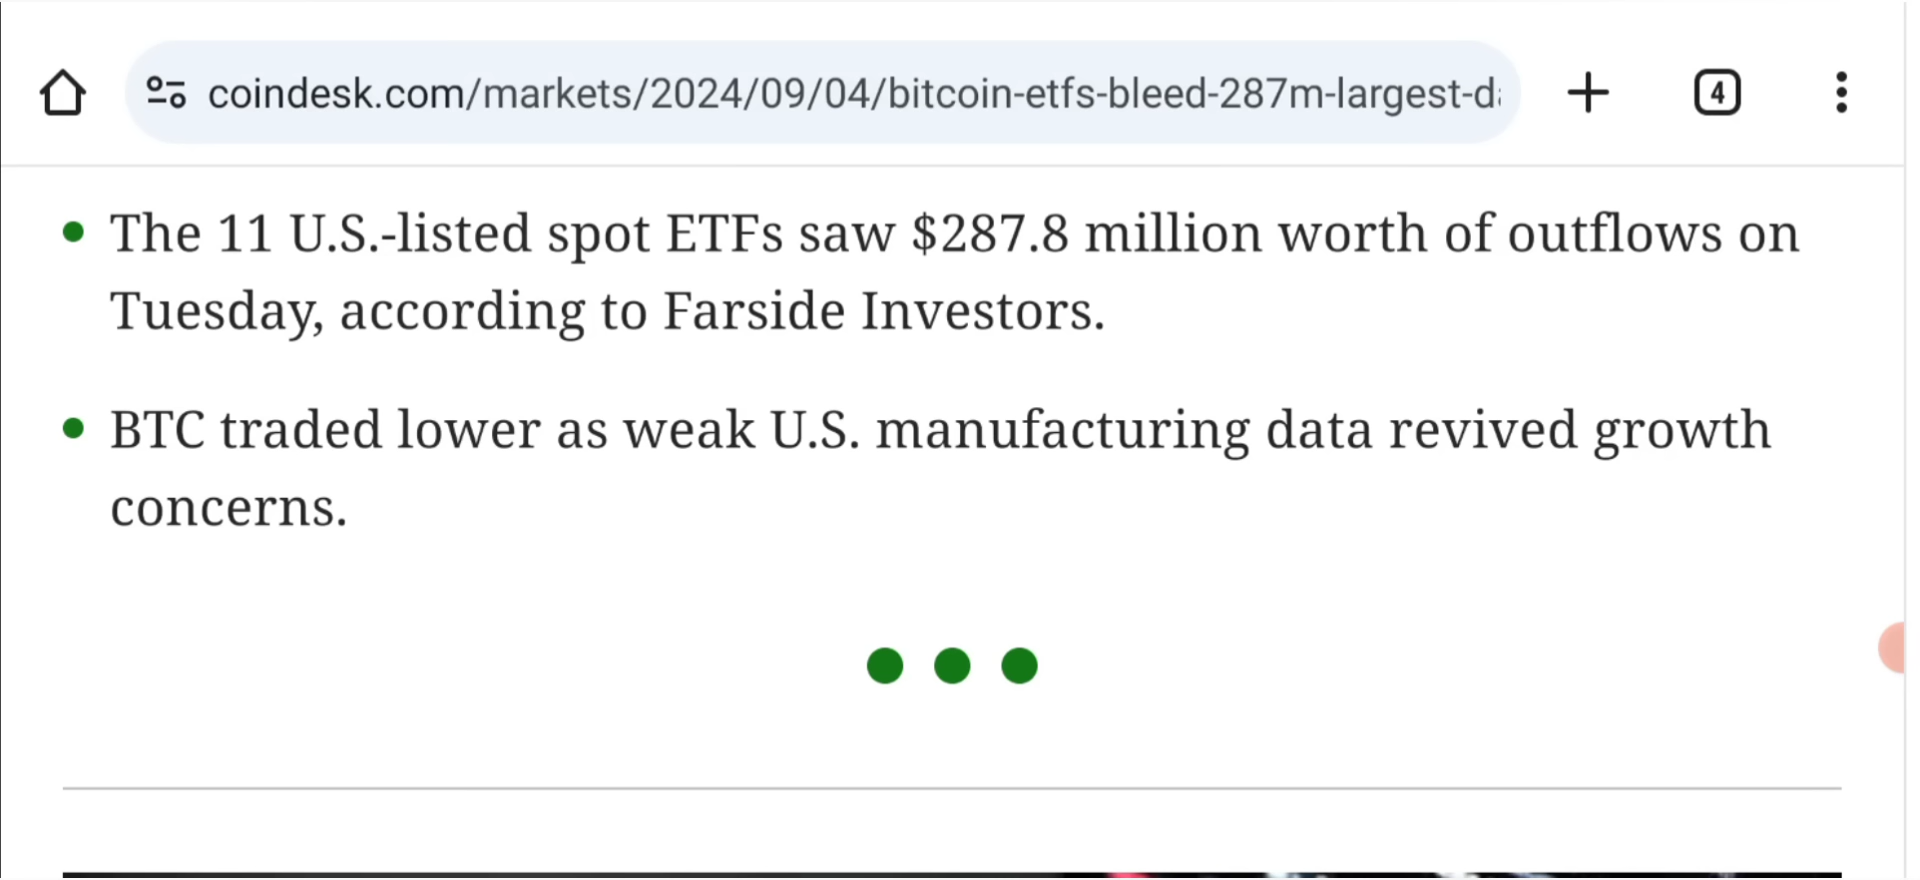 coindesk.com/markets/2024/09/04/bitcoin-etfs-bleed-287m-largest-d
4
The 11 U.S.-listed spot ETFs saw $287.8 million worth of outflows on
Tuesday, according to Farside Investors.
BTC traded lower as weak U.S. manufacturing data revived growth
concerns.